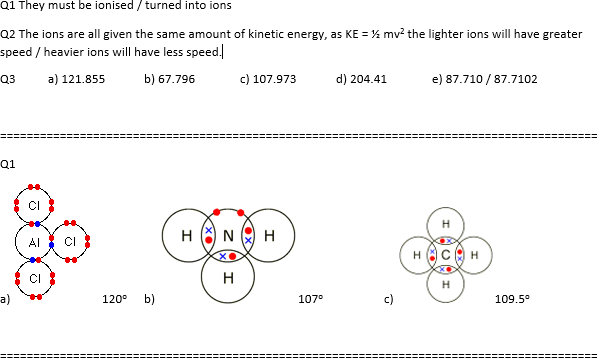 Q1 They must be ionised / turned into ions
Q2 The ions are all given the same amount of kinetic energy, as KE = ½ mv² the lighter ions will have greater
speed / heavier ions will have less speed.
Q3 a) 121.855 b) 67.796 c) 107.973 d) 204.41 e) 87.710 / 87.7102
================================================================================
Q1
Cl
Al Cl
Cl
H N H
H
H
H C H
H
a) 120° b) 107° c) 109.5°
================================================================================